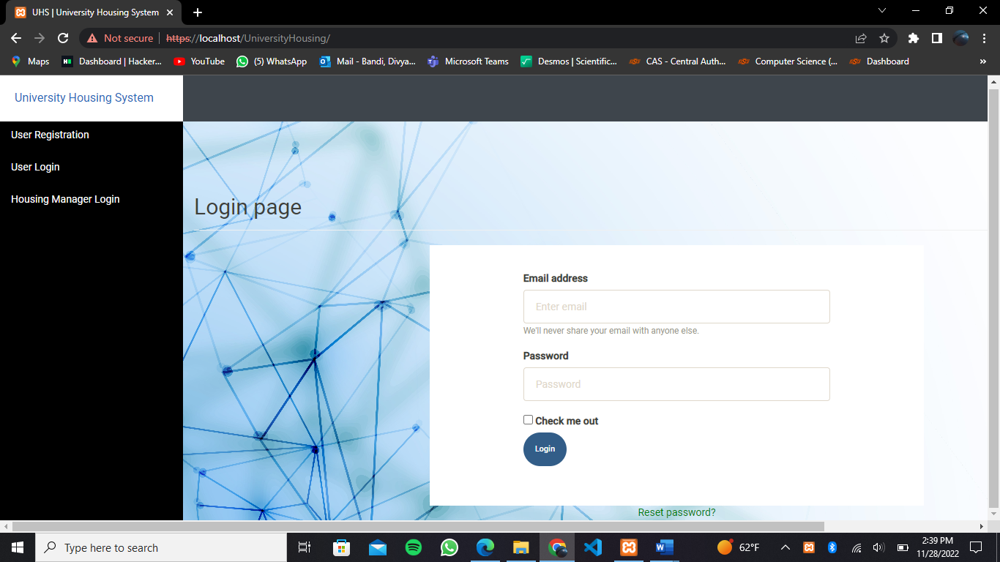 UHS | University Housing System
Not secure
https://localhost/UniversityHousing/
Maps
Dashboard | Hacker...
YouTube
(5) WhatsApp
Mail - Bandi, Divya...
Microsoft Teams
Desmos | Scientific...
CAS - Central Auth...
Computer Science (...
Dashboard
»
University Housing System
User Registration
User Login
Housing Manager Login
Login page
Email address
Enter email
We'll never share your email with anyone else.
Password
Password
Check me out
Login
Reset password?
Type here to search
62°F
2:39 PM
11/28/2022